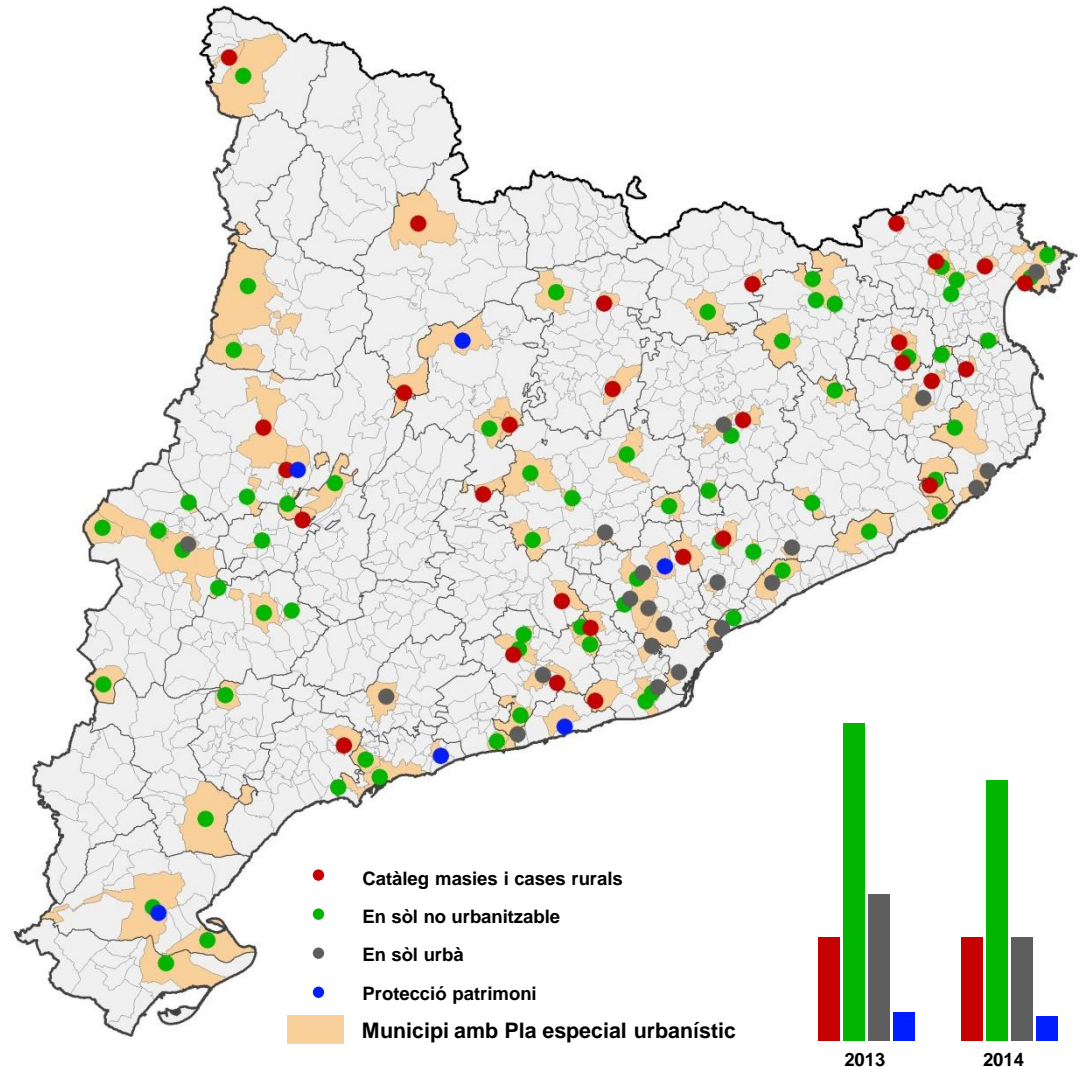 Catàleg masies i cases rurals
En sòl no urbanitzable
En sòl urbà
Protecció patrimoni
Municipi amb Pla especial urbanístic
2013
2014